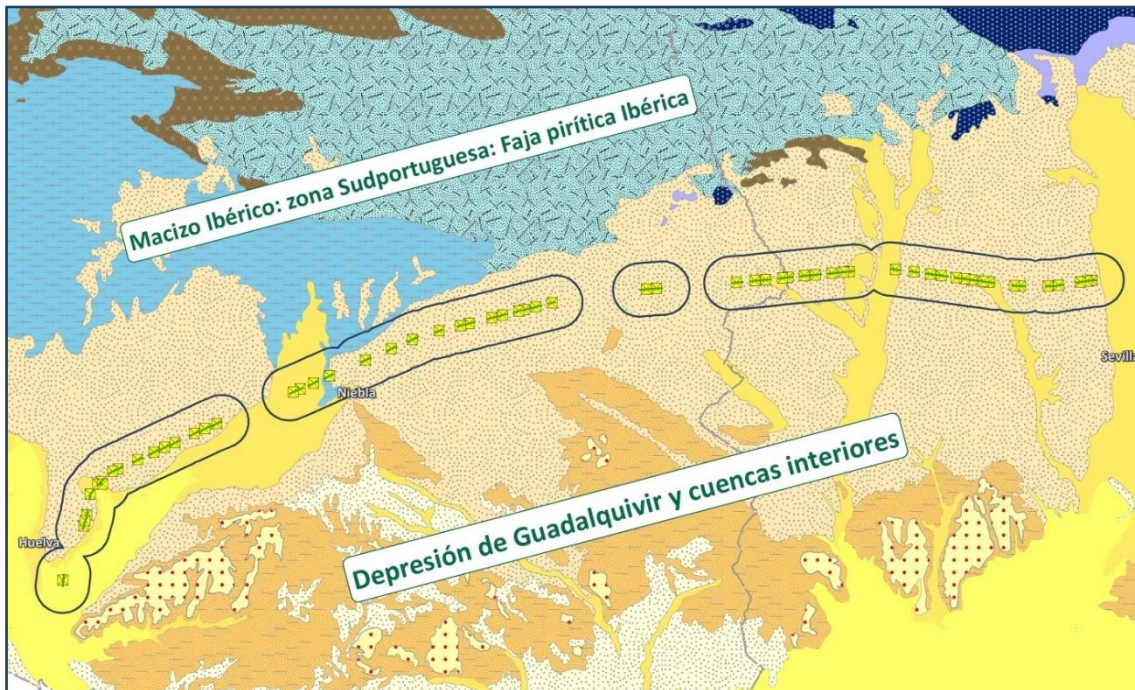 Macizo Ibérico: zona Sudportuguesa: Faja pirítica Ibérica
Sevilla
Niebla
Depresión de Guadalquivir y cuencas interiores
Huelva